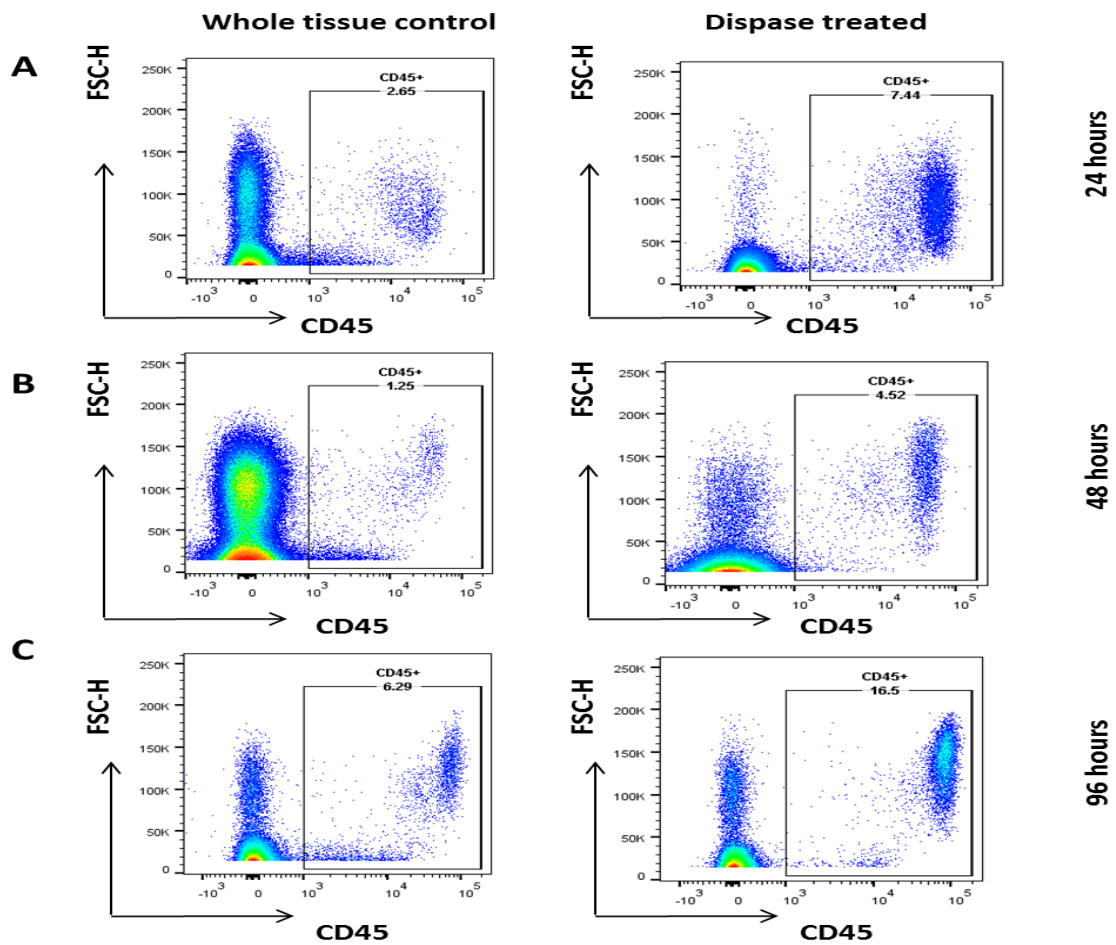 Whole tissue control
Dispase treated
A
FSC-H
250K
200K
150K
100K
50K
0
CD45+
2.65
-10³ 0 10³ 10⁴ 10⁵
CD45
FSC-H
250K
200K
150K
100K
50K
0
CD45+
7.44
-10³ 0 10³ 10⁴ 10⁵
CD45
24 hours
B
FSC-H
250K
200K
150K
100K
50K
0
CD45+
1.25
-10³ 0 10³ 10⁴ 10⁵
CD45
FSC-H
250K
200K
150K
100K
50K
0
CD45+
4.52
-10³ 0 10³ 10⁴ 10⁵
CD45
48 hours
C
FSC-H
250K
200K
150K
100K
50K
0
CD45+
6.29
-10³ 0 10³ 10⁴ 10⁵
CD45
FSC-H
250K
200K
150K
100K
50K
0
CD45+
16.5
-10³ 0 10³ 10⁴ 10⁵
CD45
96 hours